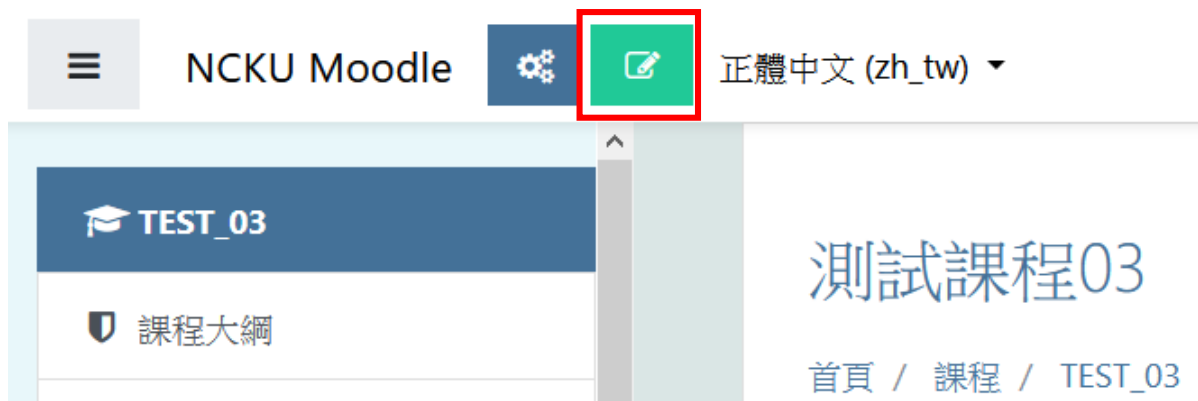 NCKU Moodle 正體中文 (zh_tw)
TEST_03
測試課程03
課程大綱
首頁 / 課程 / TEST_03